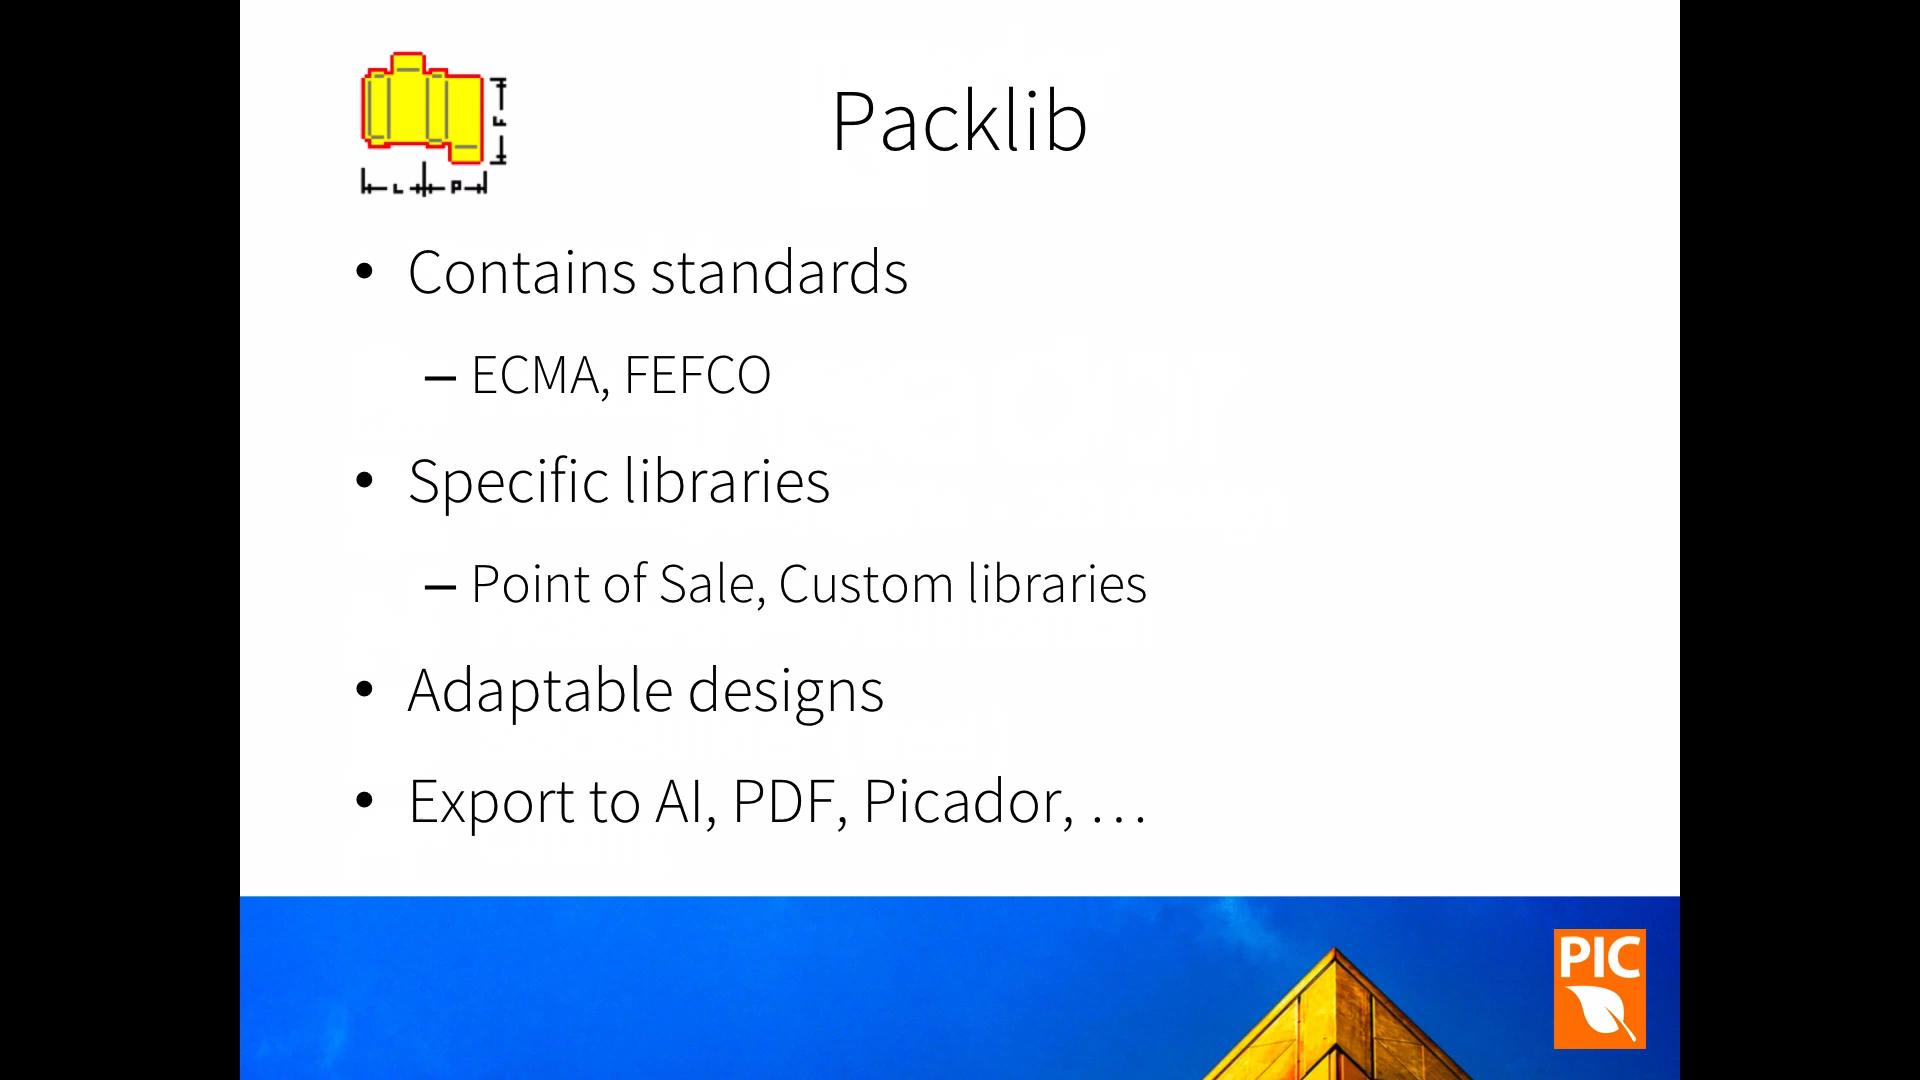 Packlib
F
L P
• Contains standards
– ECMA, FEFCO
• Specific libraries
– Point of Sale, Custom libraries
• Adaptable designs
• Export to AI, PDF, Picador, …
PIC